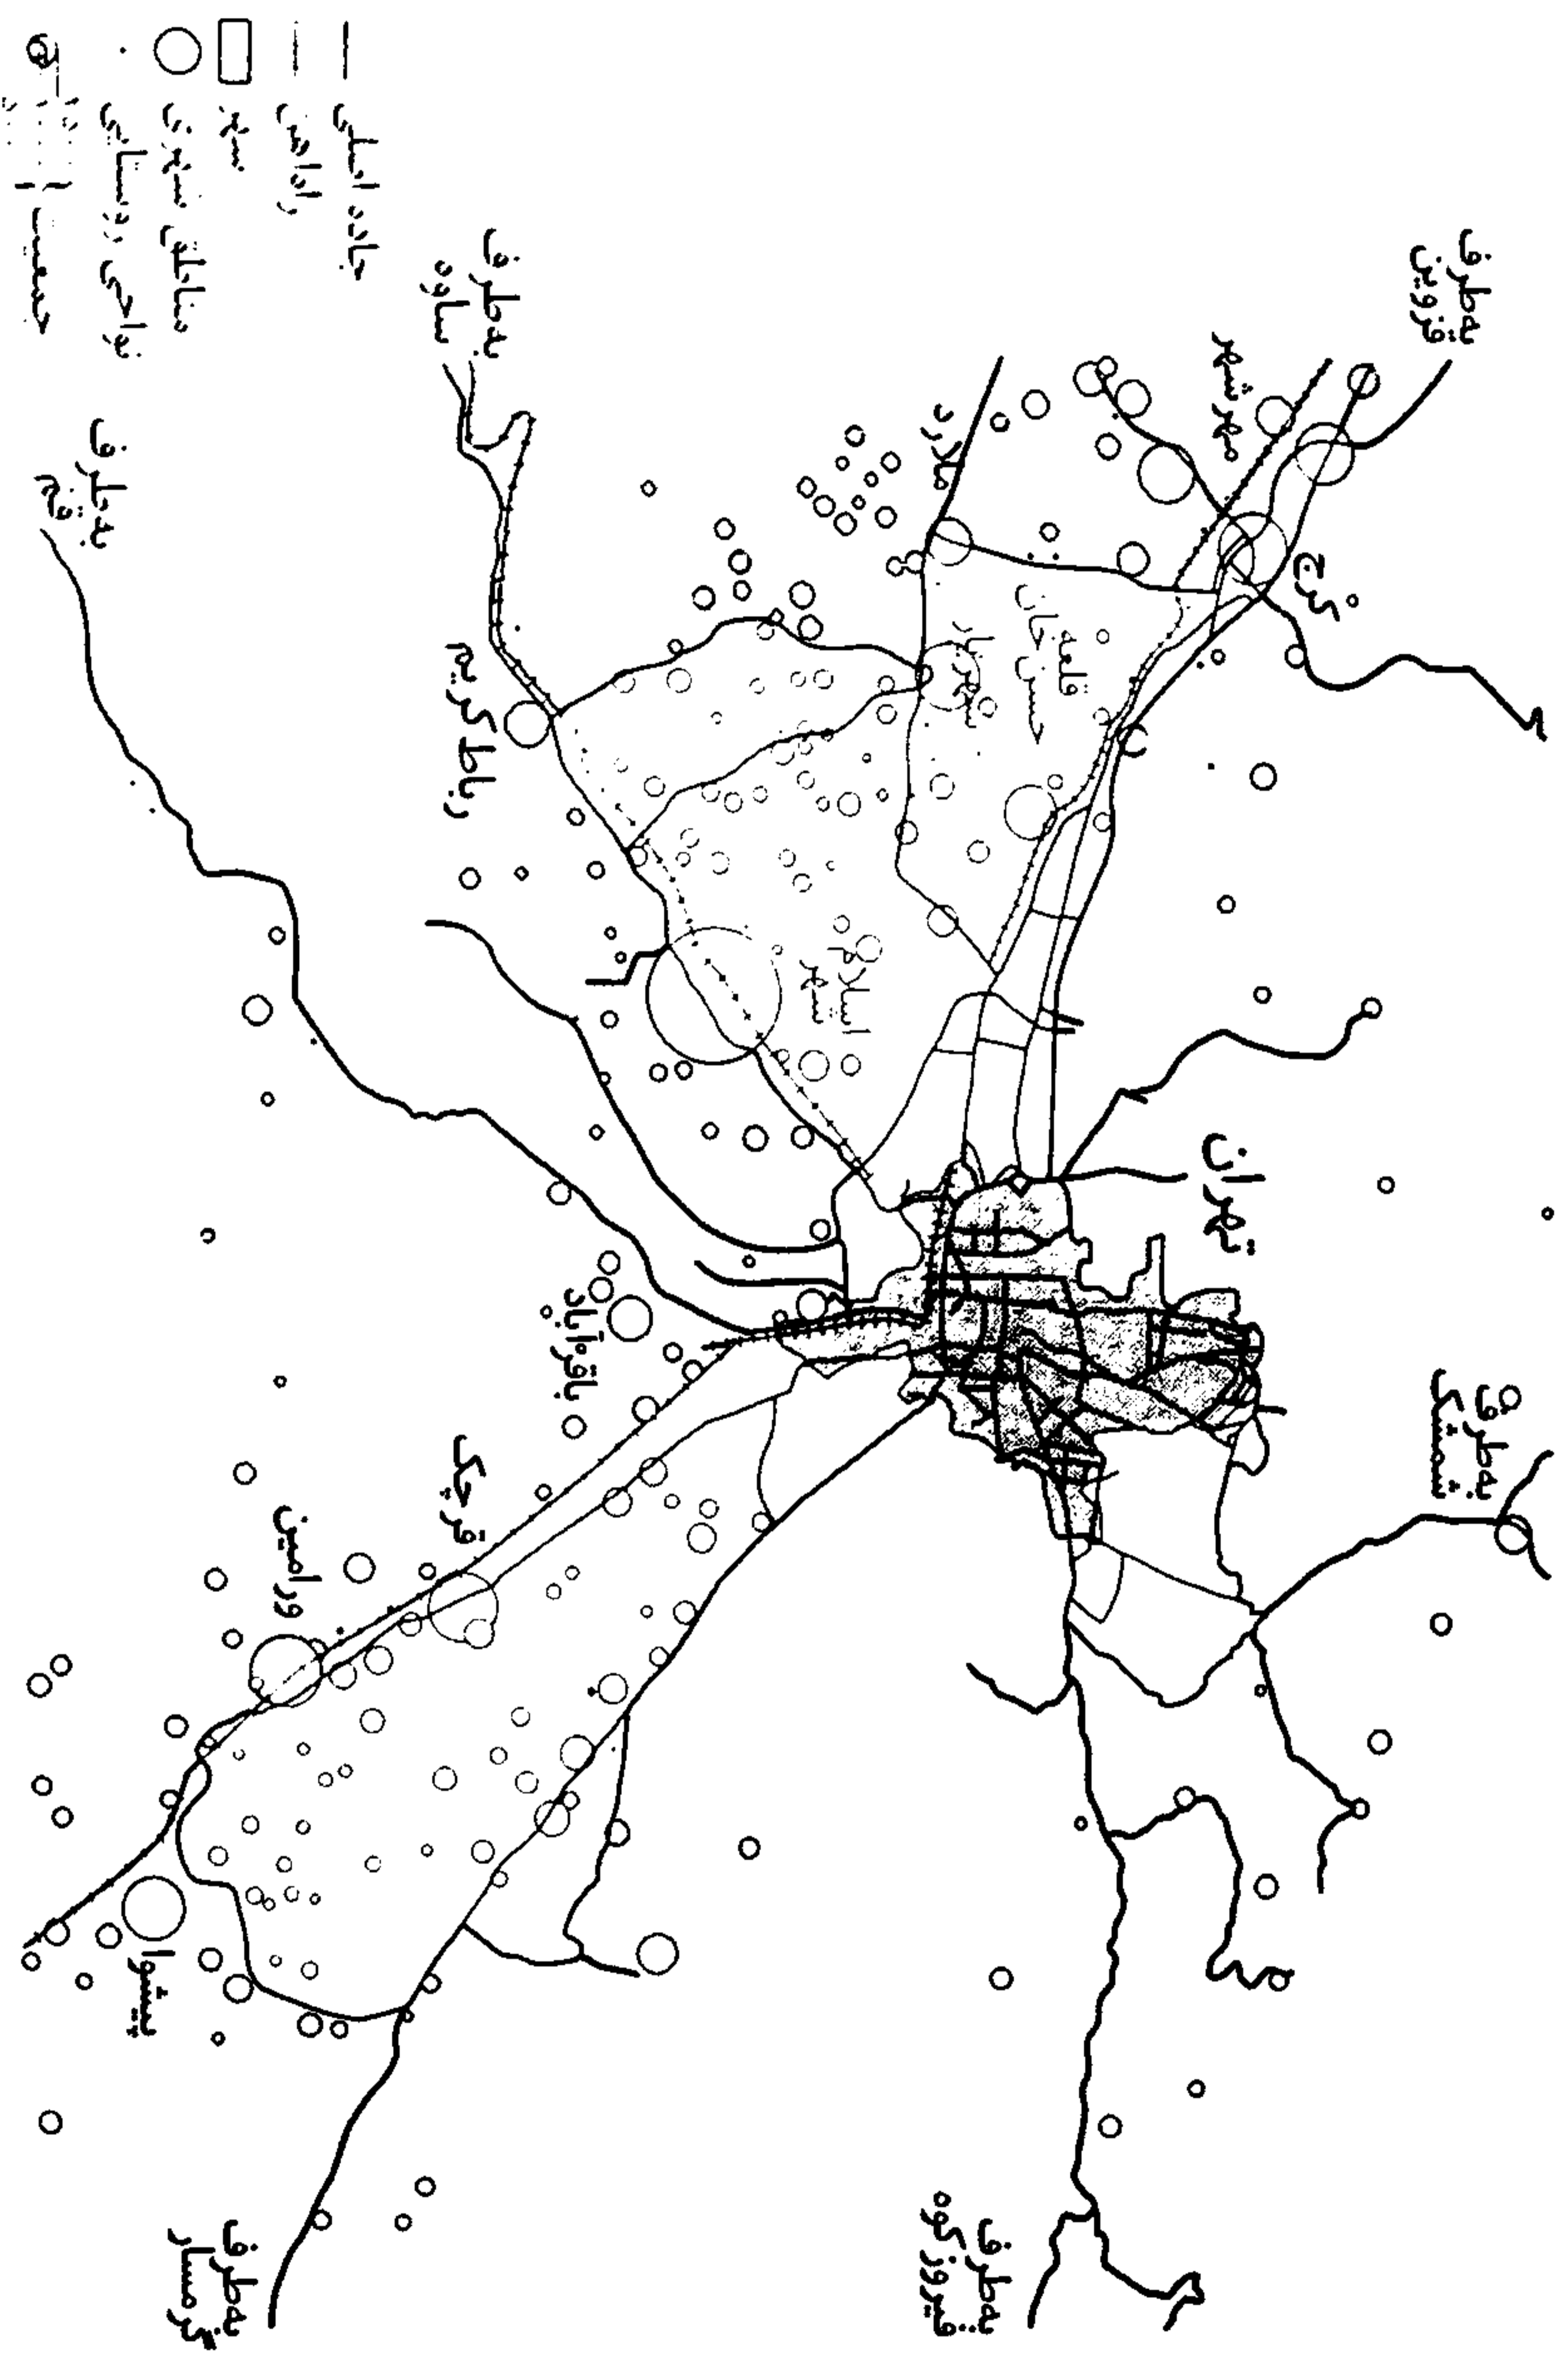 بطرف
قزوین
مهرشهر
کرج
ملارد
قلعه
حسن خان
شهریار
بطرف
ساوه
رباط کریم
اسلام
شهر
بطرف
قم
تهران
باقرآباد
قرچک
ورامین
پیشوا
بطرف
شمشک
بطرف
فیروزکوه
بطرف
گرمسار
جاده اصلی
راه آهن
شهر
مناطق شهری
نواحی روستایی
جمعیت